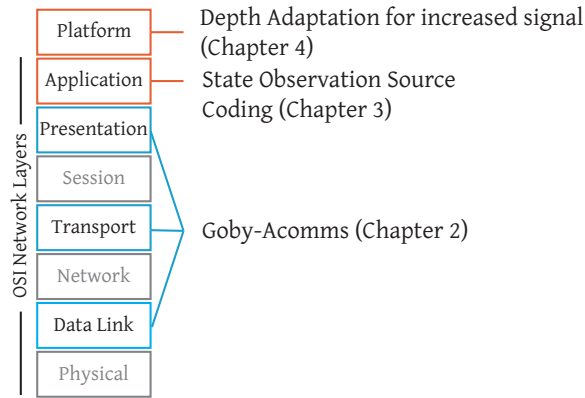 Platform
Depth Adaptation for increased signal
(Chapter 4)
Application
State Observation Source
Coding (Chapter 3)
Presentation
Session
Transport
Goby-Acomms (Chapter 2)
Network
Data Link
Physical
OSI Network Layers